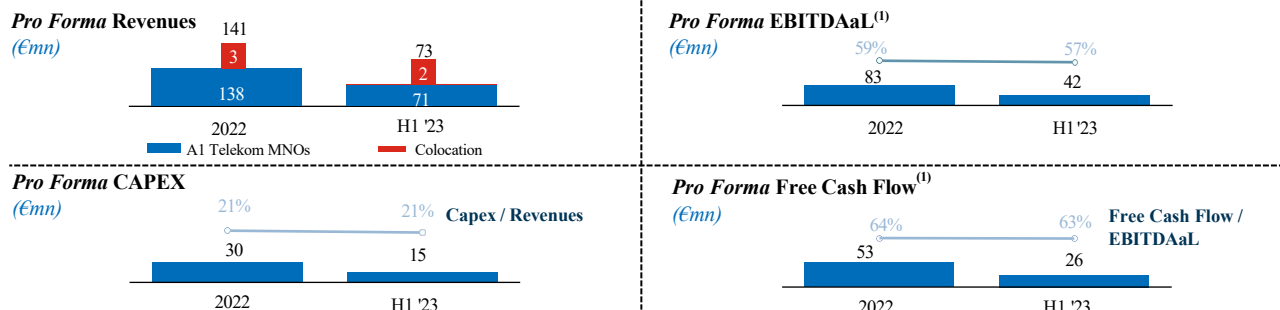 Pro Forma Revenues
(€mn)
141
3
138
2022
73
2
71
H1 '23
A1 Telekom MNOs
Colocation
Pro Forma EBITDAaL(1)
(€mn)
59%
57%
83
42
2022
H1 '23
Pro Forma CAPEX
(€mn)
21%
21%
Capex / Revenues
30
15
2022
H1 '23
Pro Forma Free Cash Flow(1)
(€mn)
64%
63%
Free Cash Flow /
EBITDAaL
53
26
2022
H1 '23